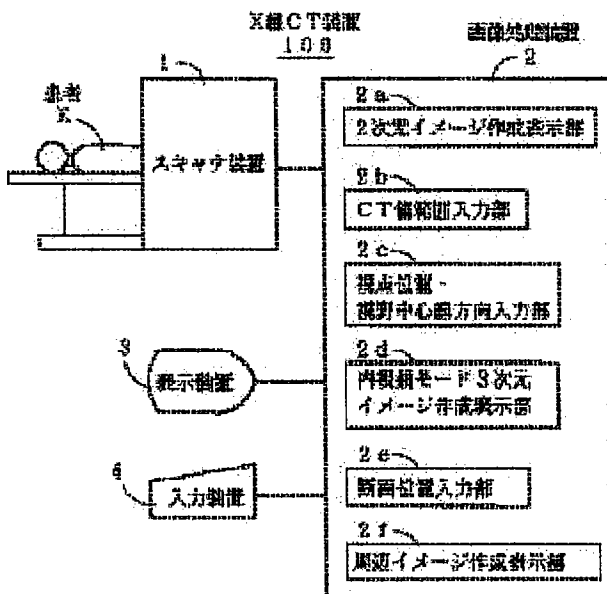 X線CT装置
100
画像処理装置
2
1
患者
K
スキャナ装置
2a
2次元イメージ作成表示部
2b
CT値範囲入力部
2c
視点位置・
視野中心線方向入力部
3
表示装置
2d
内視鏡モード3次元
イメージ作成表示部
4
入力装置
2e
断面位置入力部
2f
周辺イメージ作成表示部